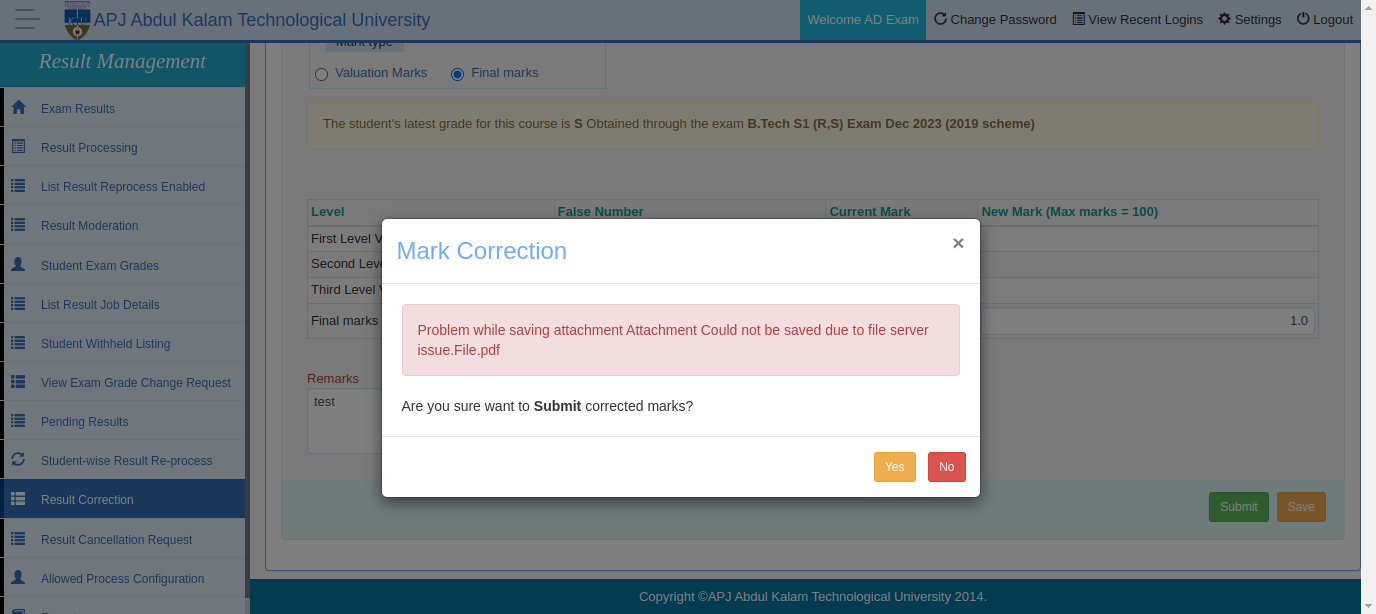 APJ Abdul Kalam Technological University
Welcome AD Exam
Change Password
View Recent Logins
Settings
Logout
Result Management
Exam Results
Result Processing
List Result Reprocess Enabled
Result Moderation
Student Exam Grades
List Result Job Details
Student Withheld Listing
View Exam Grade Change Request
Pending Results
Student-wise Result Re-process
Result Correction
Result Cancellation Request
Allowed Process Configuration
Mark type
Valuation Marks
Final marks
The student's latest grade for this course is S Obtained through the exam B.Tech S1 (R,S) Exam Dec 2023 (2019 scheme)
Level
False Number
Current Mark
New Mark (Max marks = 100)
First Level V
Second Leve
Third Level V
Final marks
1.0
Remarks
test
Mark Correction
×
Problem while saving attachment Attachment Could not be saved due to file server
issue.File.pdf
Are you sure want to Submit corrected marks?
Yes
No
Submit
Save
Copyright ©APJ Abdul Kalam Technological University 2014.